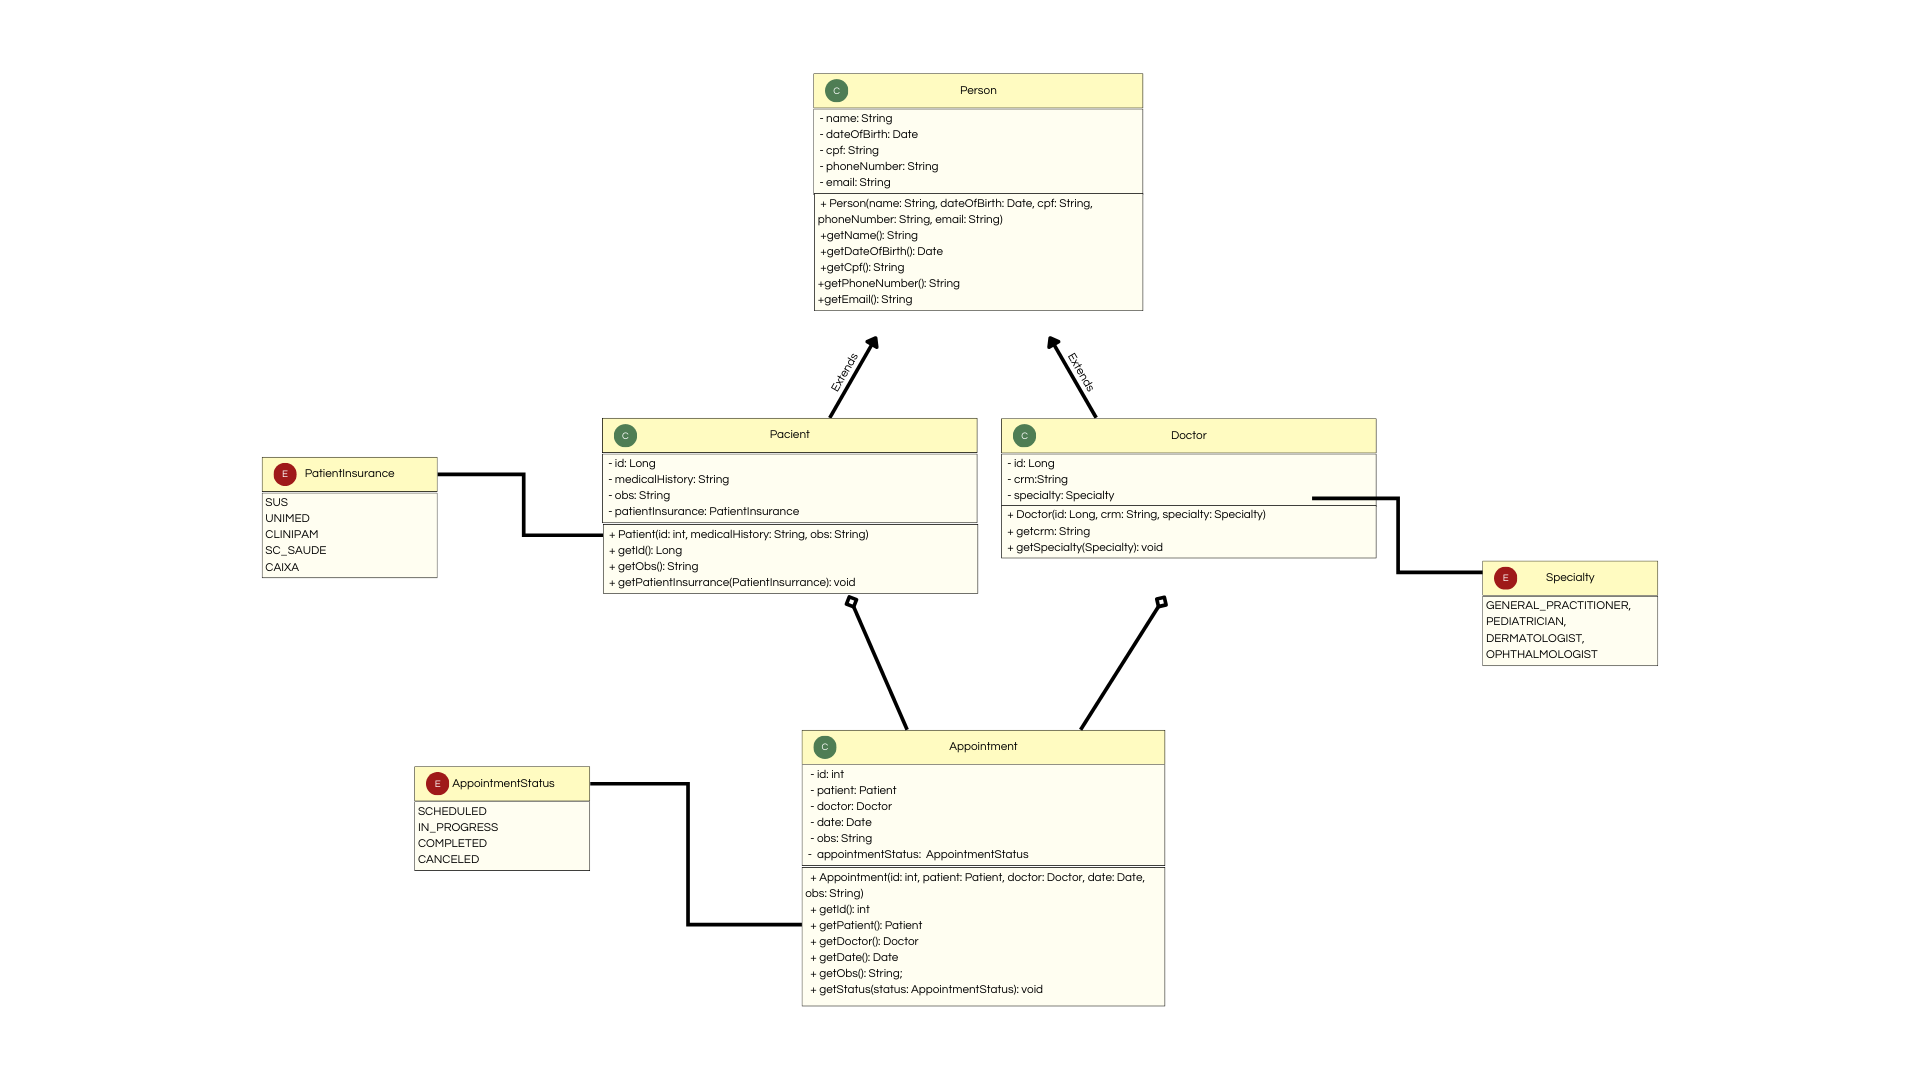 C
Person
- name: String
- dateOfBirth: Date
- cpf: String
- phoneNumber: String
- email: String
+ Person(name: String, dateOfBirth: Date, cpf: String,
phoneNumber: String, email: String)
+getName(): String
+getDateOfBirth(): Date
+getCpf(): String
+getPhoneNumber(): String
+getEmail(): String
Extends
Extends
C
Pacient
- id: Long
- medicalHistory: String
- obs: String
- patientInsurance: PatientInsurance
+ Patient(id: int, medicalHistory: String, obs: String)
+ getId(): Long
+ getObs(): String
+ getPatientInsurrance(PatientInsurrance): void
C
Doctor
- id: Long
- crm:String
- specialty: Specialty
+ Doctor(id: Long, crm: String, specialty: Specialty)
+ getcrm: String
+ getSpecialty(Specialty): void
E
PatientInsurance
SUS
UNIMED
CLINIPAM
SC_SAUDE
CAIXA
E
Specialty
GENERAL_PRACTITIONER,
PEDIATRICIAN,
DERMATOLOGIST,
OPHTHALMOLOGIST
C
Appointment
- id: int
- patient: Patient
- doctor: Doctor
- date: Date
- obs: String
- appointmentStatus: AppointmentStatus
+ Appointment(id: int, patient: Patient, doctor: Doctor, date: Date,
obs: String)
+ getId(): int
+ getPatient(): Patient
+ getDoctor(): Doctor
+ getDate(): Date
+ getObs(): String;
+ getStatus(status: AppointmentStatus): void
E
AppointmentStatus
SCHEDULED
IN_PROGRESS
COMPLETED
CANCELED